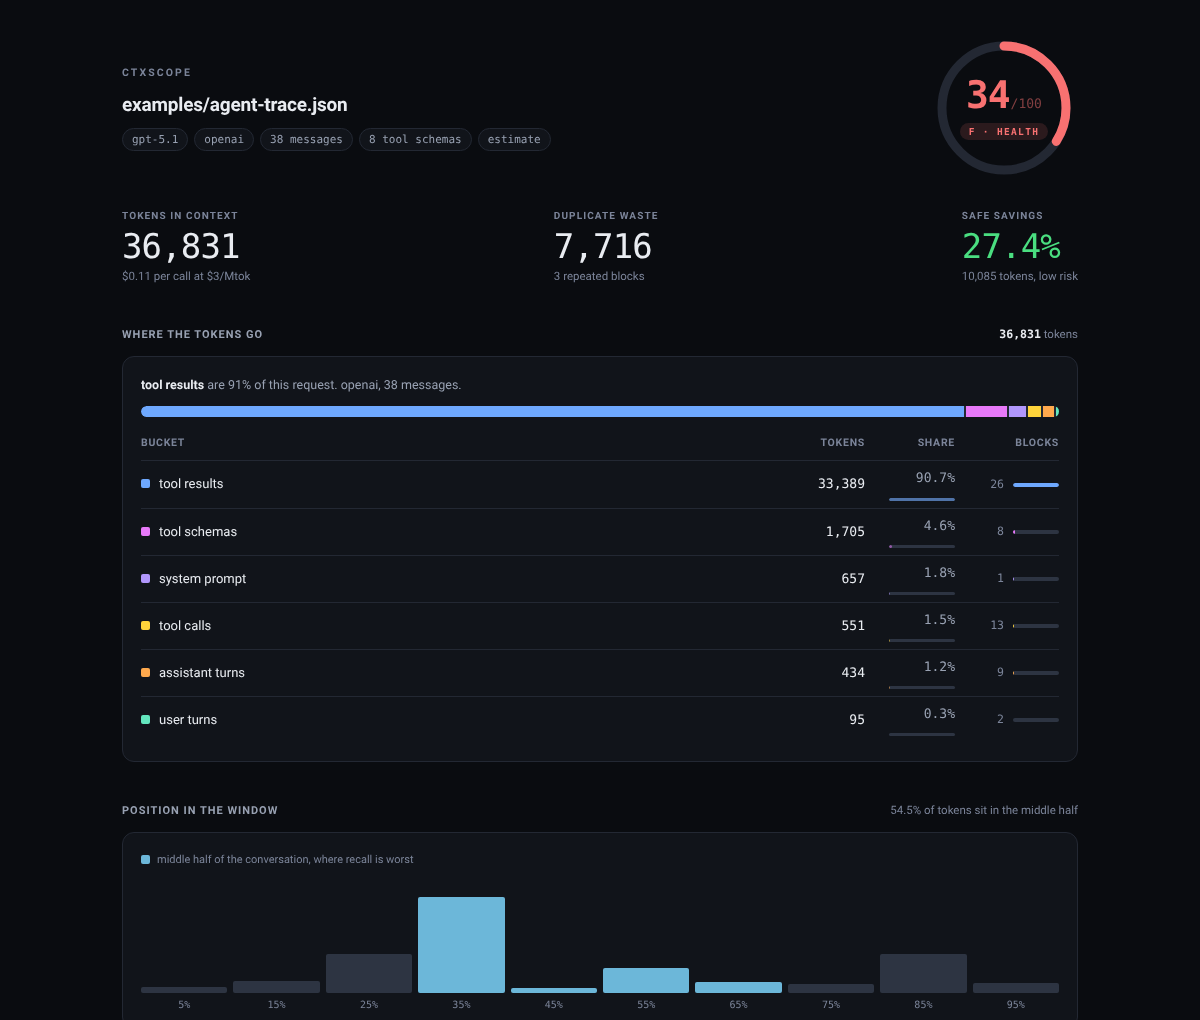 CTXSCOPE
examples/agent-trace.json
gpt-5.1 openai 38 messages 8 tool schemas estimate
34/100
F · HEALTH
TOKENS IN CONTEXT
36,831
$0.11 per call at $3/Mtok
DUPLICATE WASTE
7,716
3 repeated blocks
SAFE SAVINGS
27.4%
10,085 tokens, low risk
WHERE THE TOKENS GO
36,831 tokens
tool results are 91% of this request. openai, 38 messages.
BUCKET TOKENS SHARE BLOCKS
tool results 33,389 90.7% 26
tool schemas 1,705 4.6% 8
system prompt 657 1.8% 1
tool calls 551 1.5% 13
assistant turns 434 1.2% 9
user turns 95 0.3% 2
POSITION IN THE WINDOW
54.5% of tokens sit in the middle half
middle half of the conversation, where recall is worst
5% 15% 25% 35% 45% 55% 65% 75% 85% 95%